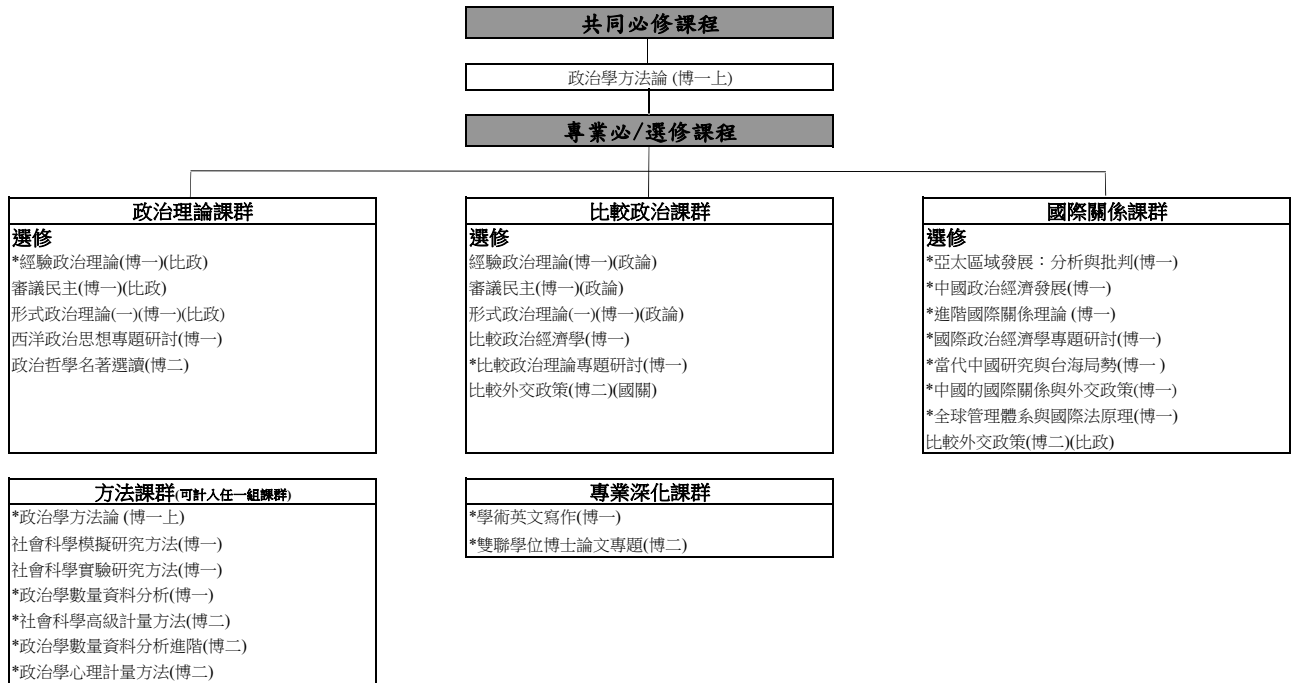 共同必修課程
政治學方法論 (博一上)
專業必/選修課程
政治理論課群
選修
*經驗政治理論(博一)(比政)
審議民主(博一)(比政)
形式政治理論(一)(博一)(比政)
西洋政治思想專題研討(博一)
政治哲學名著選讀(博二)
比較政治課群
選修
經驗政治理論(博一)(政論)
審議民主(博一)(政論)
形式政治理論(一)(博一)(政論)
比較政治經濟學(博一)
*比較政治理論專題研討(博一)
比較外交政策(博二)(國關)
國際關係課群
選修
*亞太區域發展：分析與批判(博一)
*中國政治經濟發展(博一)
*進階國際關係理論 (博一)
*國際政治經濟學專題研討(博一)
*當代中國研究與台海局勢(博一 )
*中國的國際關係與外交政策(博一)
*全球管理體系與國際法原理(博一)
比較外交政策(博二)(比政)
方法課群(可計入任一組課群)
*政治學方法論 (博一上)
社會科學模擬研究方法(博一)
社會科學實驗研究方法(博一)
*政治學數量資料分析(博一)
*社會科學高級計量方法(博二)
*政治學數量資料分析進階(博二)
*政治學心理計量方法(博二)
專業深化課群
*學術英文寫作(博一)
*雙聯學位博士論文專題(博二)